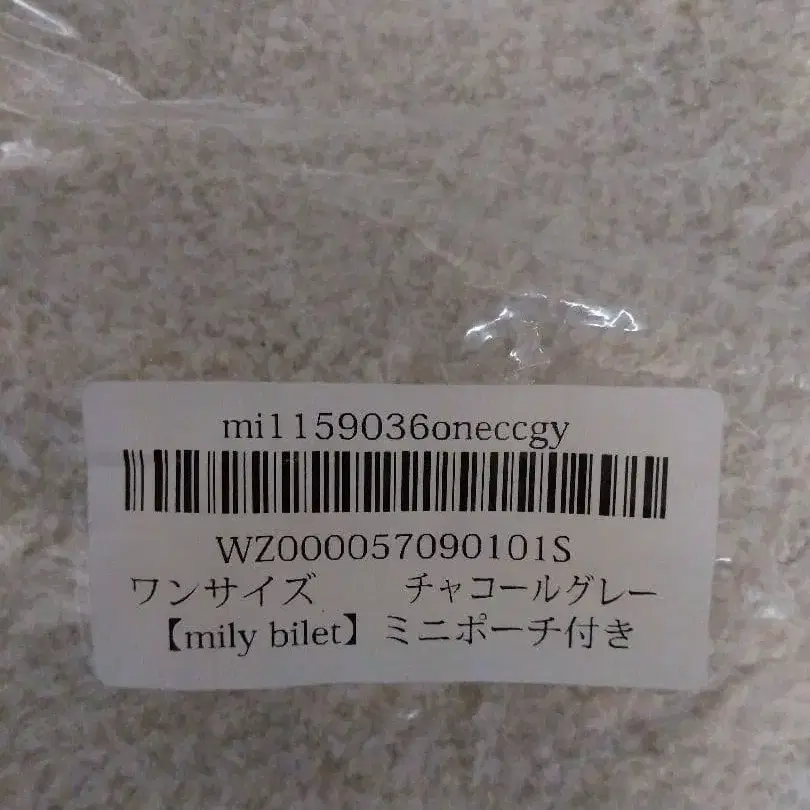 mi1159036oneccgy
WZ000057090101S
ワンサイズ　　チャコールグレー
【mily bilet】ミニポーチ付き